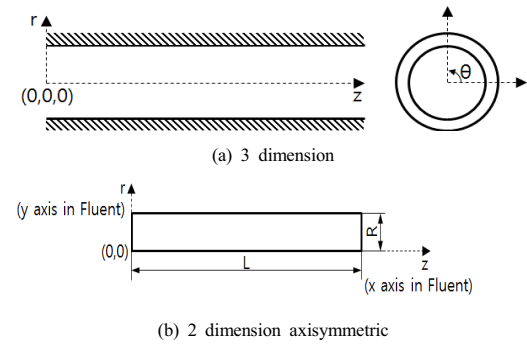 r
θ
(0,0,0)
z
(a) 3 dimension
r
(y axis in Fluent)
R
(0,0)
L
z
(x axis in Fluent)
(b) 2 dimension axisymmetric